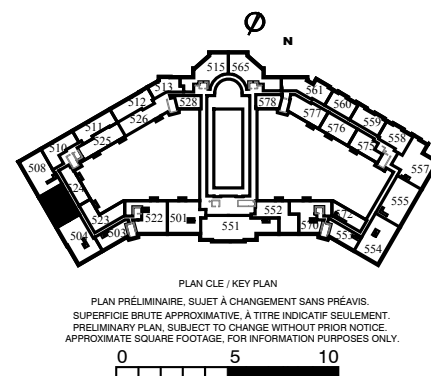 N
515 565
513 561
512 528 578 560
511 526 577 559
510 525 576 558
508 575 557
524 555
523 522 501 552 572
504 503 551 570 553 554
PLAN CLE / KEY PLAN
PLAN PRÉLIMINAIRE, SUJET À CHANGEMENT SANS PRÉAVIS.
SUPERFICIE BRUTE APPROXIMATIVE, À TITRE INDICATIF SEULEMENT.
PRELIMINARY PLAN, SUBJECT TO CHANGE WITHOUT PRIOR NOTICE.
APPROXIMATE SQUARE FOOTAGE, FOR INFORMATION PURPOSES ONLY.
0 5 10